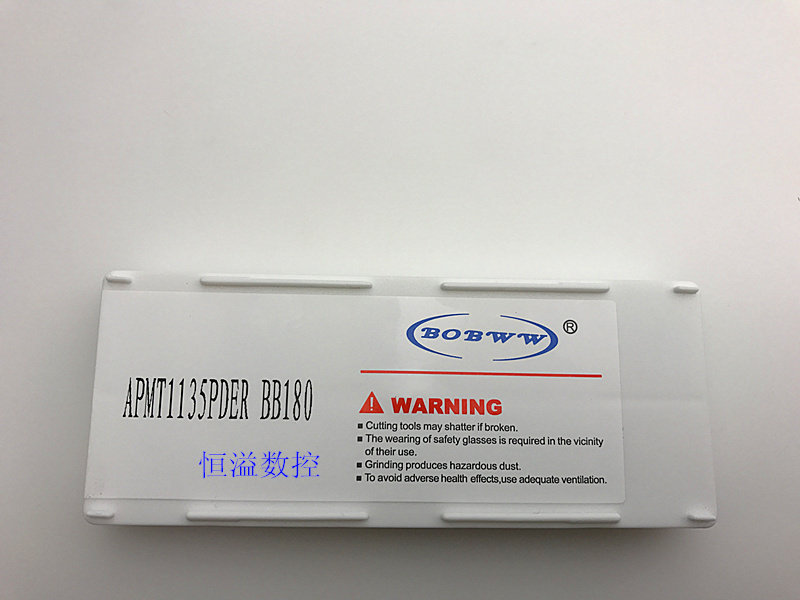 BOBWW®
APMT1135PDER BB180
WARNING
■ Cutting tools may shatter if broken.
■ The wearing of safety glasses is required in the vicinity
of their use.
■ Grinding produces hazardous dust.
■ To avoid adverse health effects,use adequate ventilation.
恒溢数控